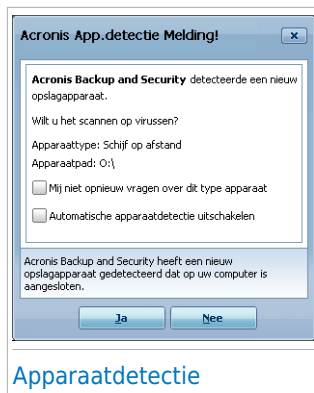 Acronis App.detectie Melding!
Acronis Backup and Security detecteerde een nieuw
opslagapparaat.
Wilt u het scannen op virussen?
Apparaattype: Schijf op afstand
Apparaatpad: O:\
Mij niet opnieuw vragen over dit type apparaat
Automatische apparaatdetectie uitschakelen
Acronis Backup and Security heeft een nieuw
opslagapparaat gedetecteerd dat op uw computer is
aangesloten.
Ja Nee
Apparaatdetectie